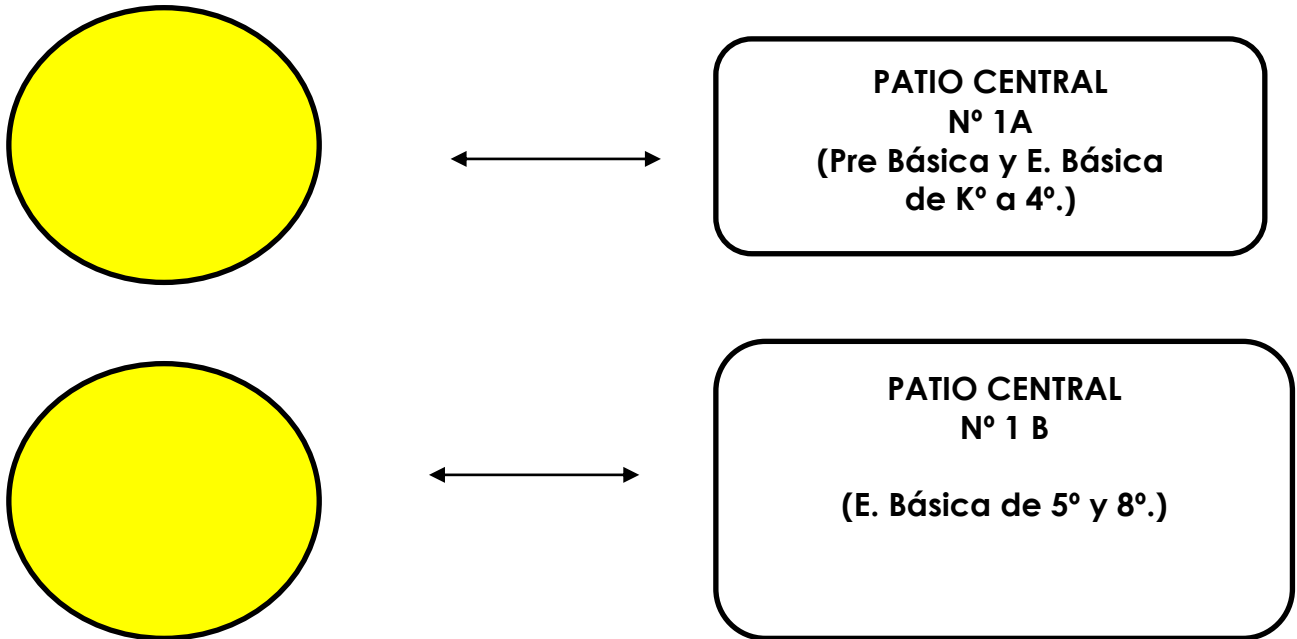 PATIO CENTRAL
Nº 1A
(Pre Básica y E. Básica
de Kº a 4º.)
PATIO CENTRAL
Nº 1 B
(E. Básica de 5º y 8º.)